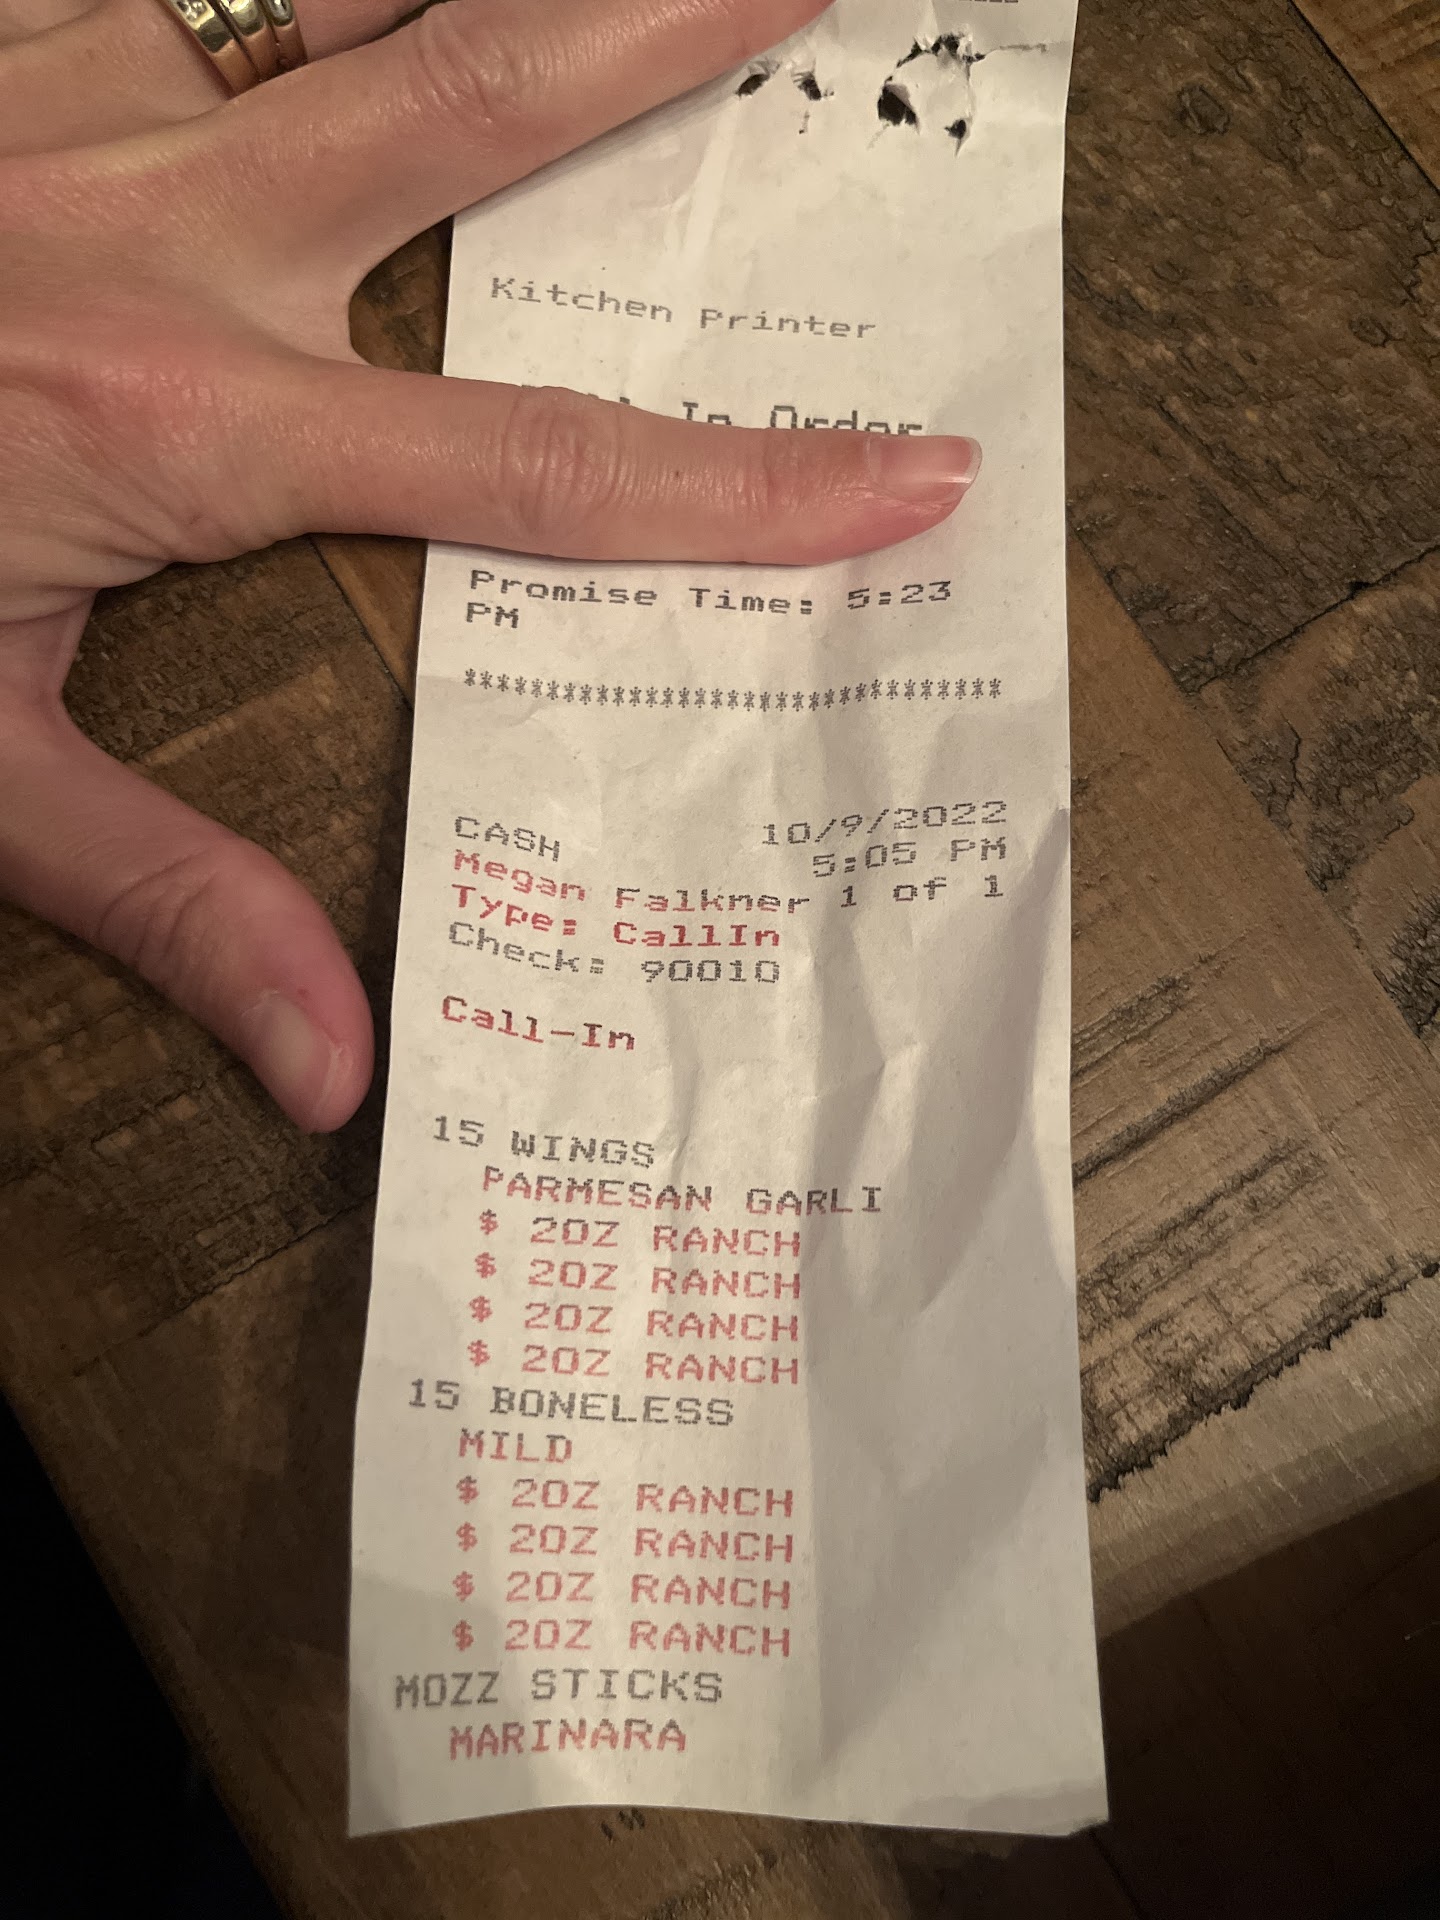 Kitchen Printer
In Order
Promise Time: 5:23
PM
*********************************
CASH 10/9/2022
5:05 PM
Megan Falkner 1 of 1
Type: CallIn
Check: 90010
Call-In
15 WINGS
PARMESAN GARLI
$ 2OZ RANCH
$ 2OZ RANCH
$ 2OZ RANCH
$ 2OZ RANCH
15 BONELESS
MILD
$ 2OZ RANCH
$ 2OZ RANCH
$ 2OZ RANCH
$ 2OZ RANCH
MOZZ STICKS
MARINARA